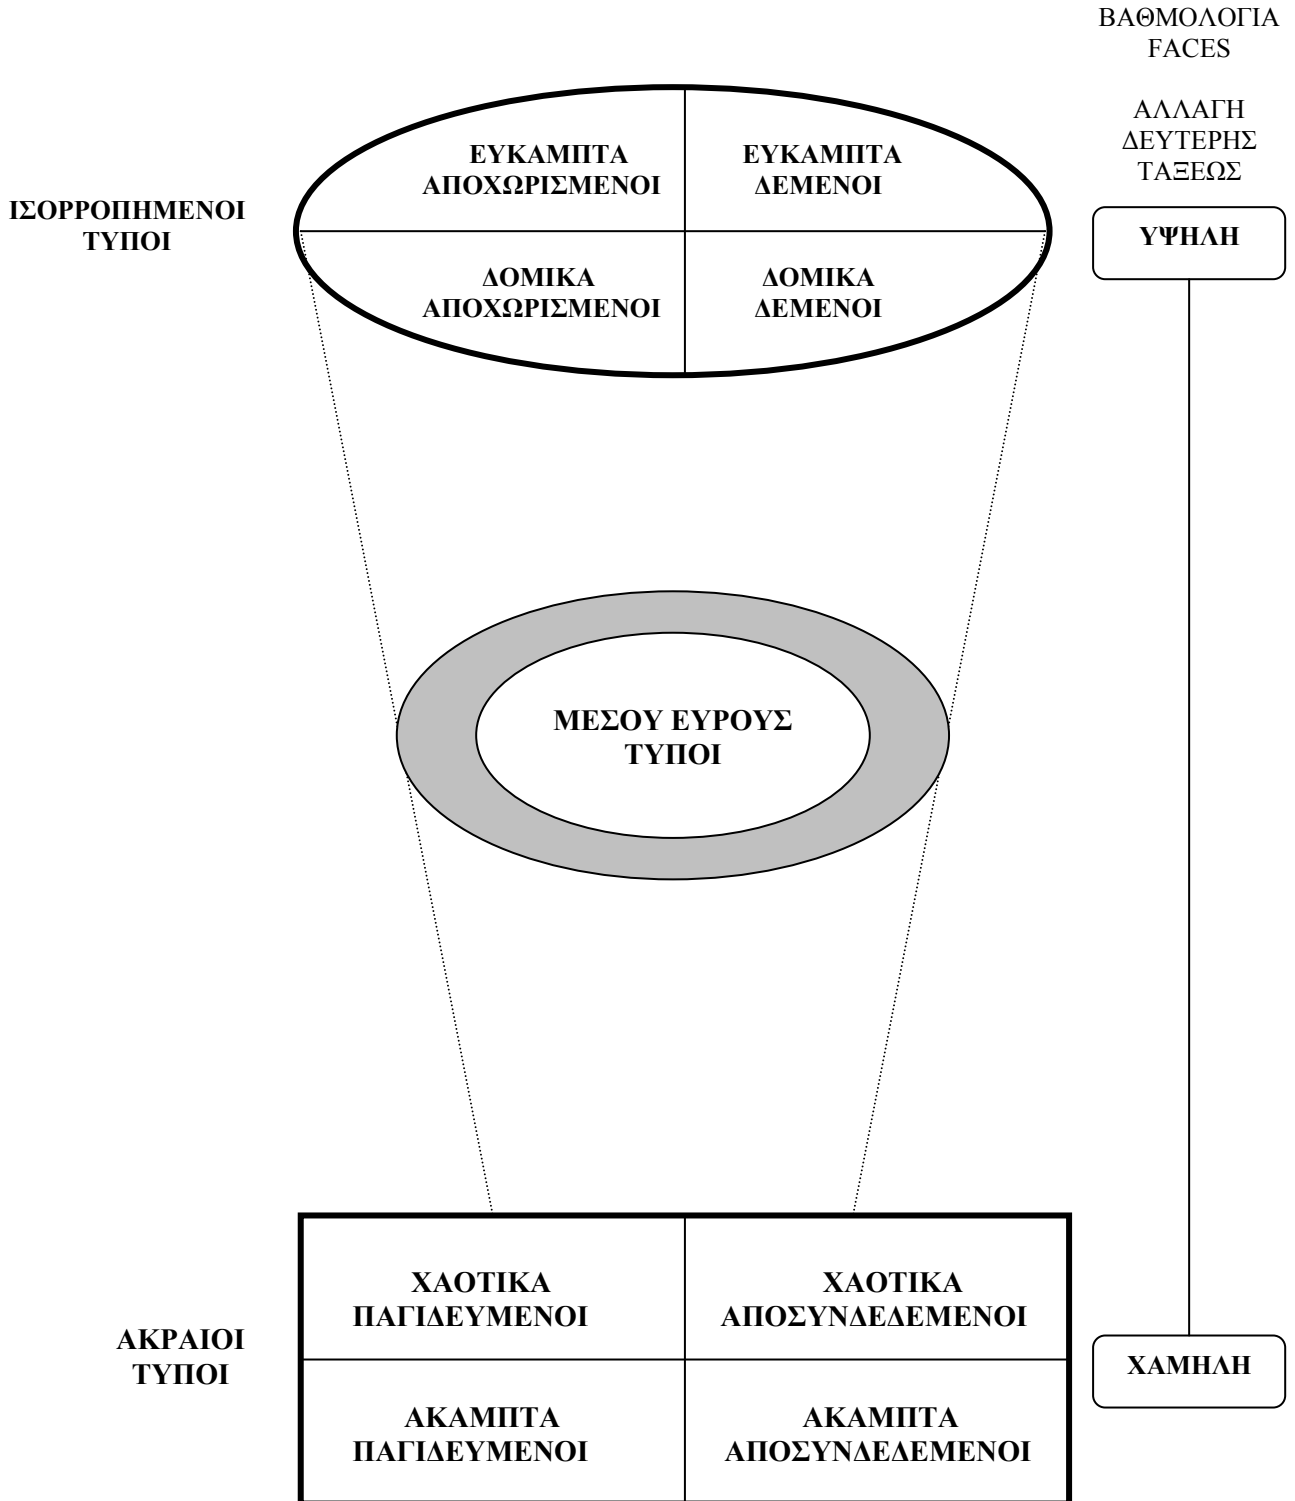 ΒΑΘΜΟΛΟΓΙΑ
FACES
ΑΛΛΑΓΗ
ΔΕΥΤΕΡΗΣ
ΤΑΞΕΩΣ
ΕΥΚΑΜΠΤΑ
ΑΠΟΧΩΡΙΣΜΕΝΟΙ
ΕΥΚΑΜΠΤΑ
ΔΕΜΕΝΟΙ
ΙΣΟΡΡΟΠΗΜΕΝΟΙ
ΤΥΠΟΙ
ΥΨΗΛΗ
ΔΟΜΙΚΑ
ΑΠΟΧΩΡΙΣΜΕΝΟΙ
ΔΟΜΙΚΑ
ΔΕΜΕΝΟΙ
ΜΕΣΟΥ ΕΥΡΟΥΣ
ΤΥΠΟΙ
ΧΑΟΤΙΚΑ
ΠΑΓΙΔΕΥΜΕΝΟΙ
ΧΑΟΤΙΚΑ
ΑΠΟΣΥΝΔΕΔΕΜΕΝΟΙ
ΑΚΡΑΙΟΙ
ΤΥΠΟΙ
ΧΑΜΗΛΗ
ΑΚΑΜΠΤΑ
ΠΑΓΙΔΕΥΜΕΝΟΙ
ΑΚΑΜΠΤΑ
ΑΠΟΣΥΝΔΕΔΕΜΕΝΟΙ